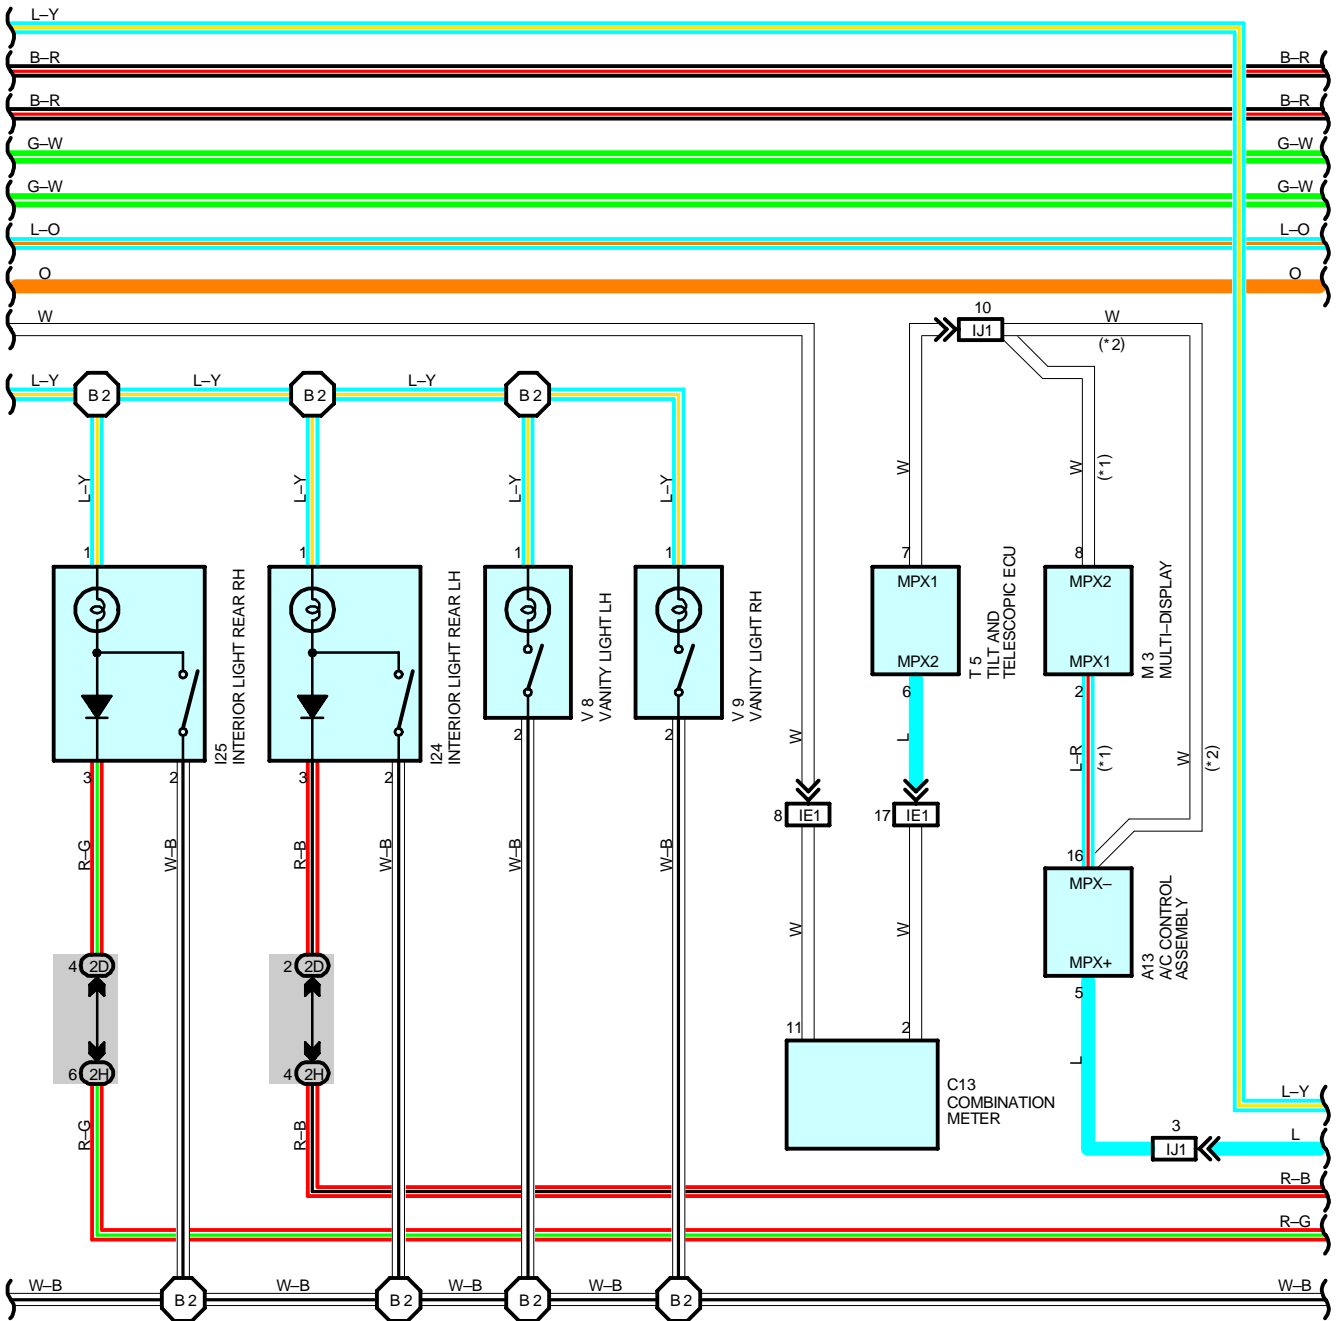 L–Y
B–R B–R
B–R B–R
G–W G–W
G–W G–W
L–O L–O
O O
W
10
IJ1
W
(*2)
L–Y L–Y L–Y
B 2 B 2 B 2
L–Y L–Y L–Y L–Y
W
W
(*1)
1 1 1 1
7 8
MPX1 MPX2
MPX2 MPX1
6 2
I25
INTERIOR LIGHT REAR RH
I24
INTERIOR LIGHT REAR LH
V 8
VANITY LIGHT LH
V 9
VANITY LIGHT RH
T 5
TILT AND
TELESCOPIC ECU
M 3
MULTI–DISPLAY
2 2
3 2 3 2
W
L
L–R
(*1)
W
(*2)
8 IE1
17 IE1
R–G W–B R–B W–B W–B W–B
16
MPX–
MPX+
5
A13
A/C CONTROL
ASSEMBLY
W W
4 2D 2 2D
6 2H 4 2H
11 2
C13
COMBINATION
METER
L
R–G R–B
L–Y
3
IJ1
L
R–B
R–G
W–B W–B W–B W–B W–B
B 2 B 2 B 2 B 2